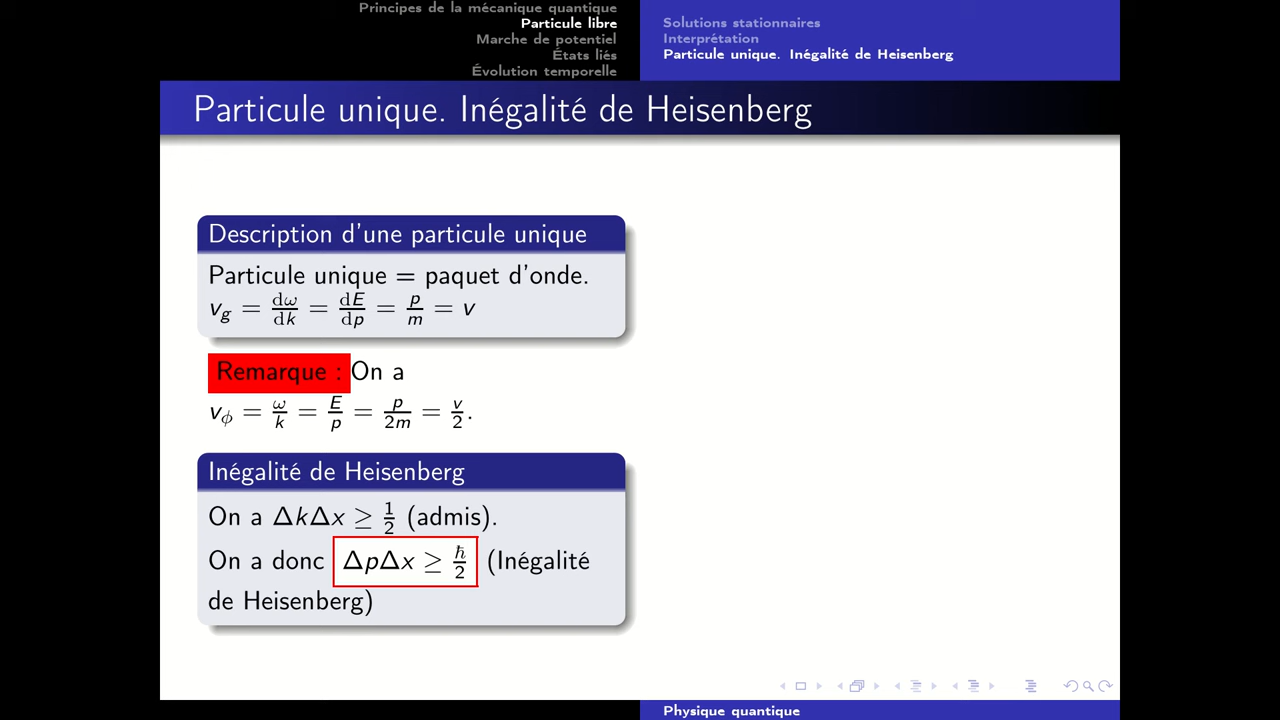 Principes de la mécanique quantique
Particule libre
Marche de potentiel
États liés
Évolution temporelle
Solutions stationnaires
Interprétation
Particule unique. Inégalité de Heisenberg
Particule unique. Inégalité de Heisenberg
Description d'une particule unique
Particule unique = paquet d'onde.
v_g = dω/dk = dE/dp = p/m = v
Remarque : On a
v_ϕ = ω/k = E/p = p/2m = v/2.
Inégalité de Heisenberg
On a ΔkΔx ≥ 1/2 (admis).
On a donc ΔpΔx ≥ ℏ/2 (Inégalité
de Heisenberg)
Physique quantique